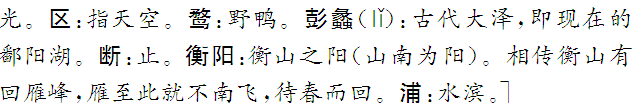 光。区:指天空。鹜:野鸭。彭蠡(lǐ):古代大泽,即现在的
鄱阳湖。断:止。衡阳:衡山之阳(山南为阳)。相传衡山有
回雁峰,雁至此就不南飞,待春而回。浦:水滨。]